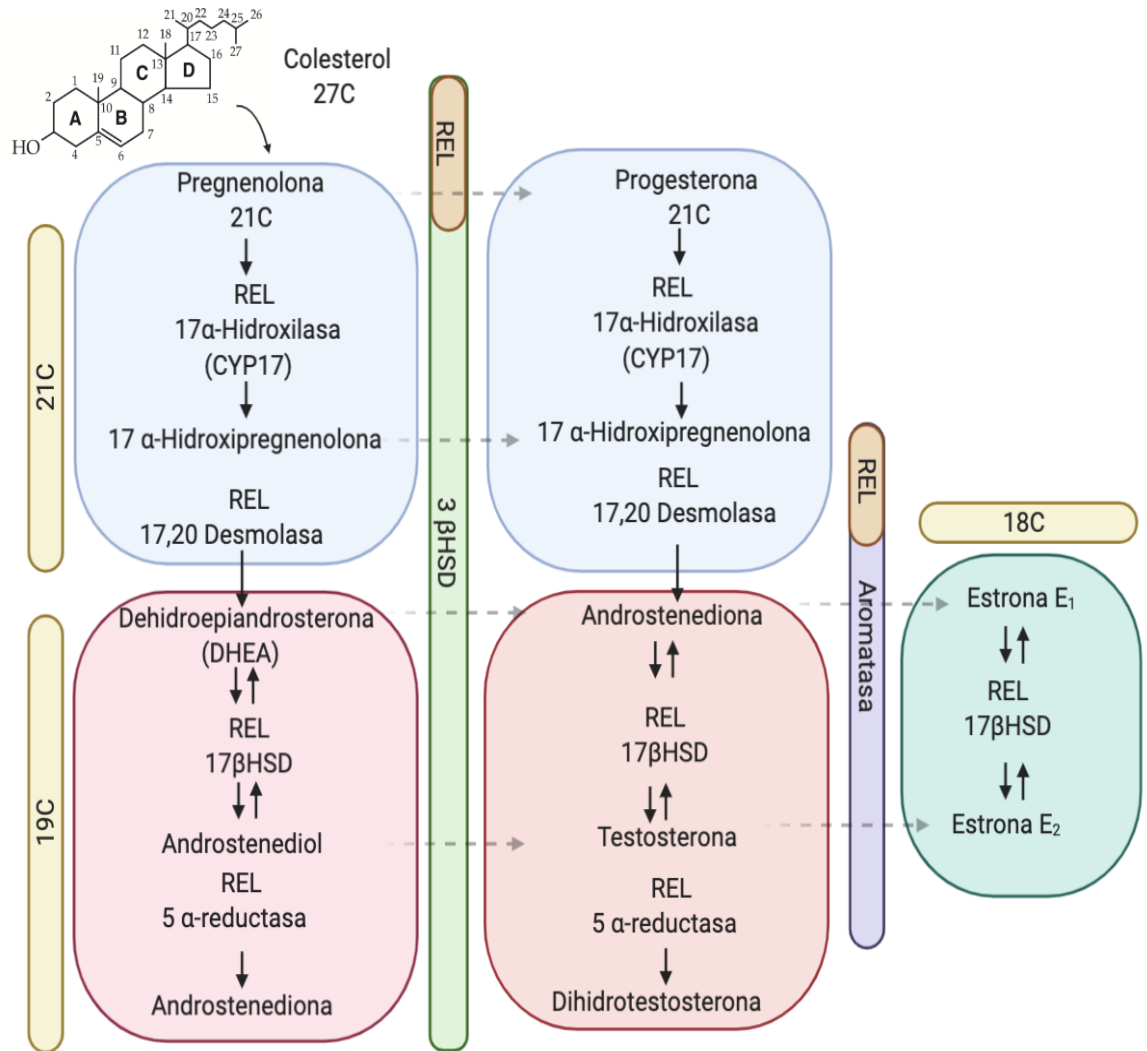 Colesterol
27C
1
2
3
4
5
6
7
8
9
10
11
12
13
14
15
16
17
18
19
20
21
22
23
24
25
26
27
A
B
C
D
HO
21C
19C
Pregnenolona
21C
REL
17α-Hidroxilasa
(CYP17)
17 α-Hidroxipregnenolona
REL
17,20 Desmolasa
Dehidroepiandrosterona
(DHEA)
REL
17βHSD
Androstenediol
REL
5 α-reductasa
Androstenediona
REL
3 βHSD
Progesterona
21C
REL
17α-Hidroxilasa
(CYP17)
17 α-Hidroxipregnenolona
REL
17,20 Desmolasa
Androstenediona
REL
17βHSD
Testosterona
REL
5 α-reductasa
Dihidrotestosterona
REL
Aromatasa
18C
Estrona E₁
REL
17βHSD
Estrona E₂